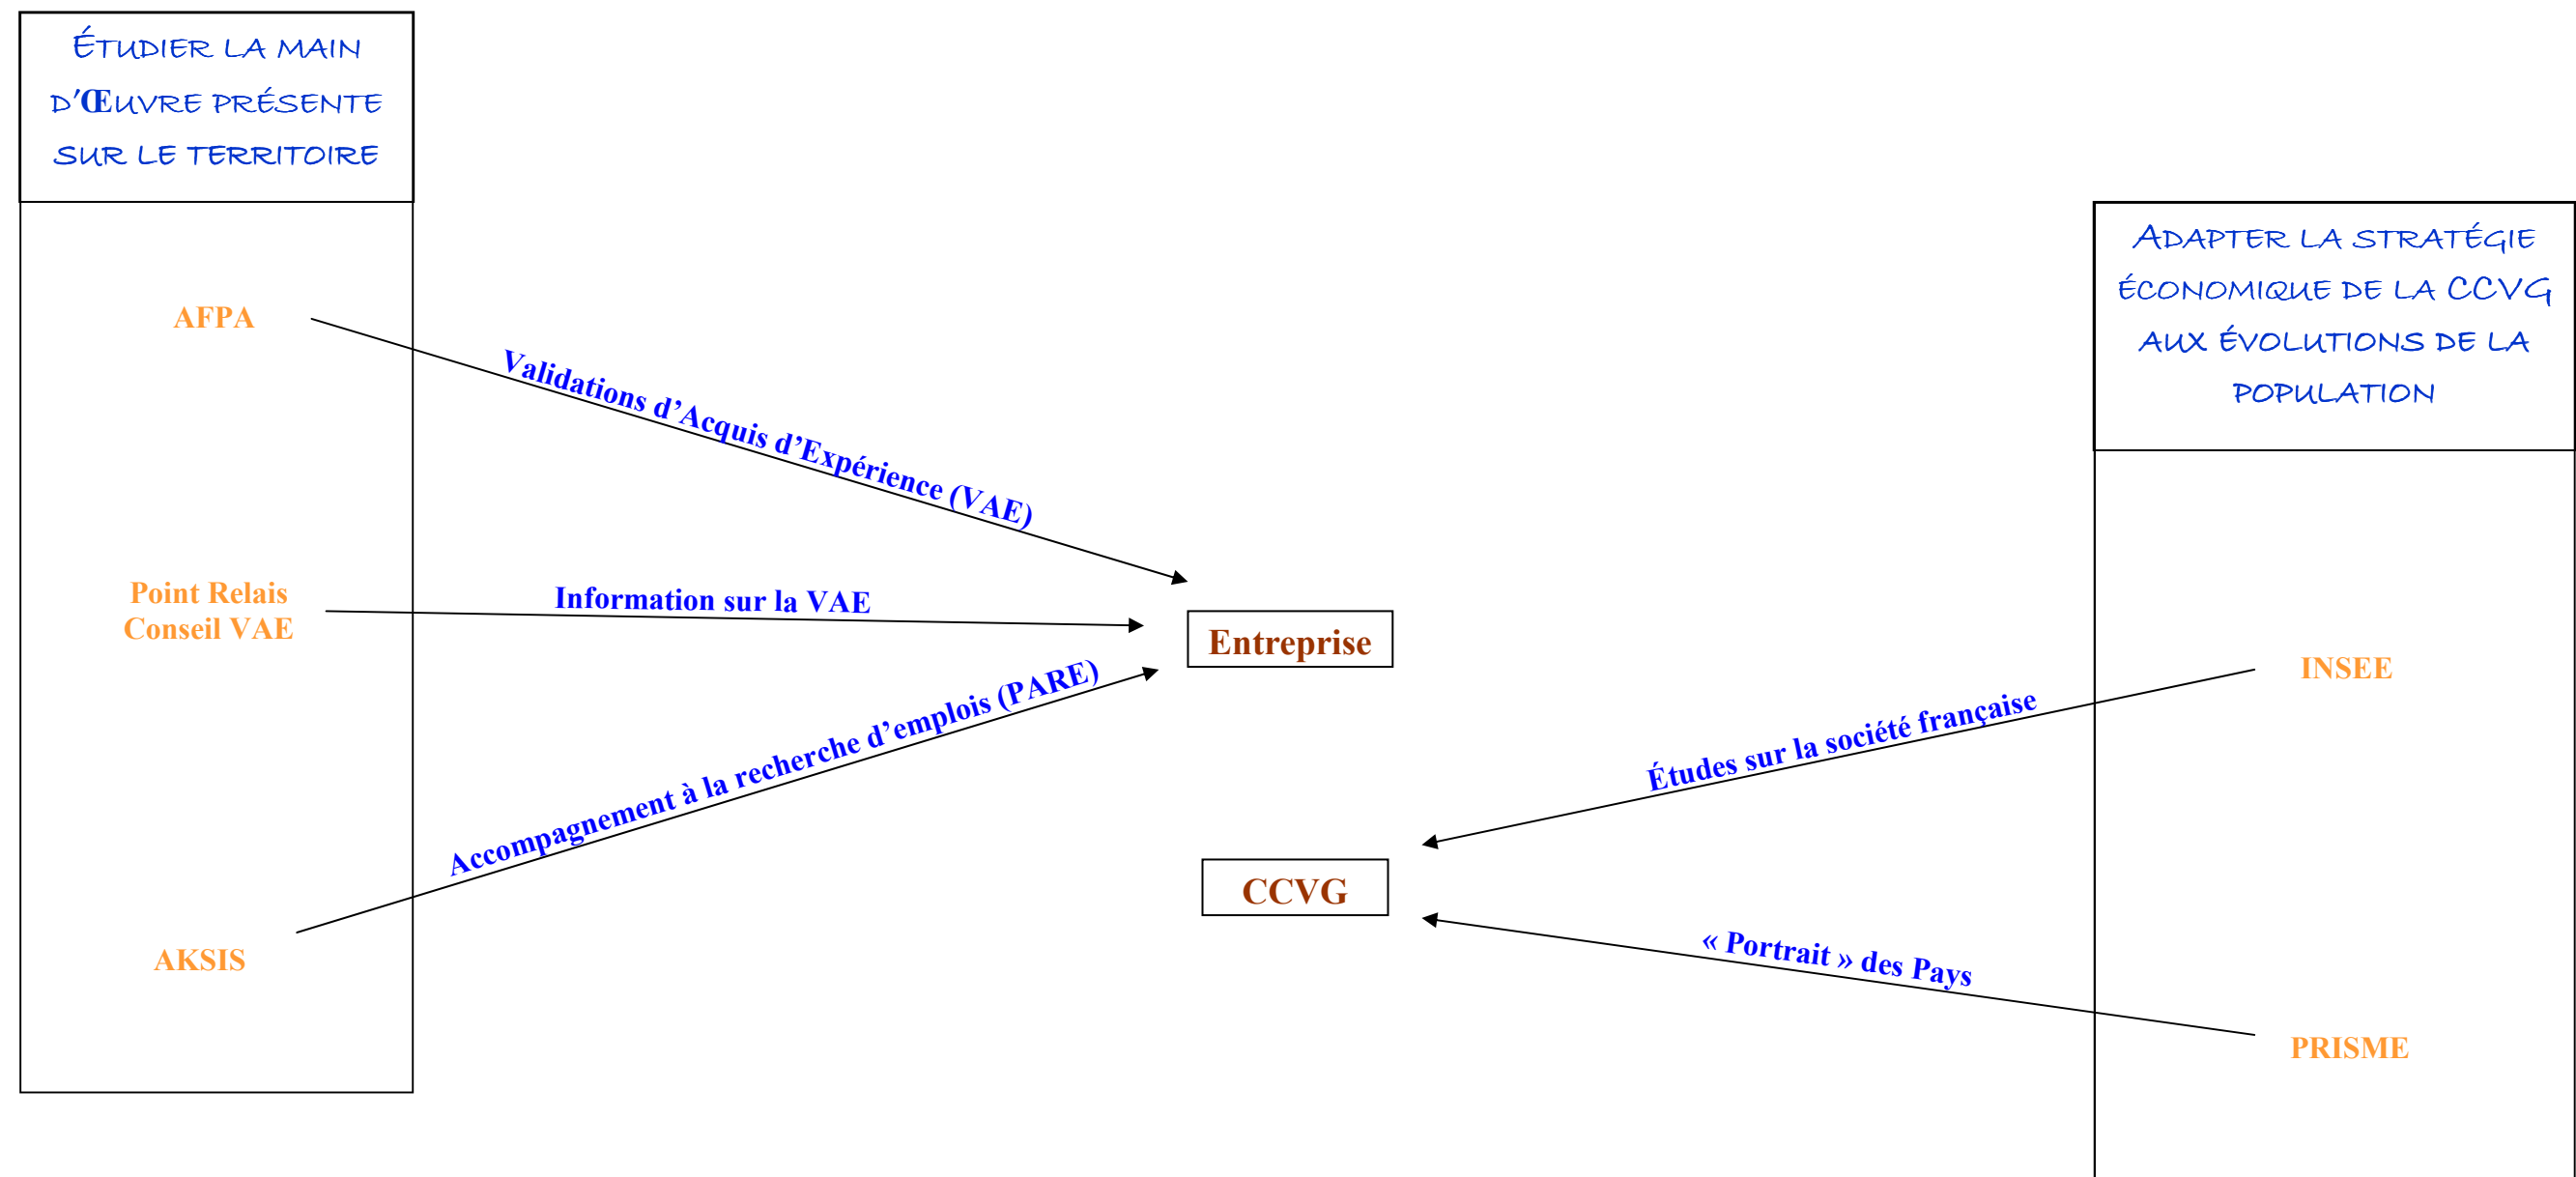 ÉTUDIER LA MAIN
D'ŒUVRE PRÉSENTE
SUR LE TERRITOIRE
AFPA
Point Relais
Conseil VAE
AKSIS
Validations d’Acquis d’Expérience (VAE)
Information sur la VAE
Accompagnement à la recherche d’emplois (PARE)
Entreprise
CCVG
Études sur la société française
« Portrait » des Pays
ADAPTER LA STRATÉGIE
ÉCONOMIQUE DE LA CCVG
AUX ÉVOLUTIONS DE LA
POPULATION
INSEE
PRISME